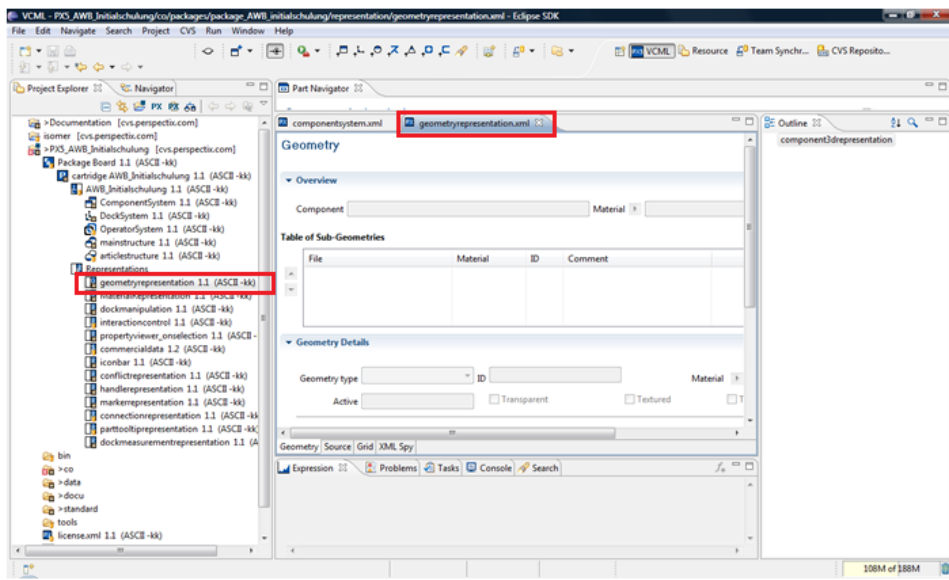 VCML - PX5_AWB_Initialschulung/co/packages/package_AWB_initialschulung/representation/geometryrepresentation.xml - Eclipse SDK
File Edit Navigate Search Project CVS Run Window Help
VCML Resource Team Synchr... CVS Reposito...
Project Explorer Navigator
PX
>Documentation [cvs.perspectix.com]
isomer [cvs.perspectix.com]
>PX5_AWB_Initialschulung [cvs.perspectix.com]
Package Board 1.1 (ASCII -kk)
cartridge AWB_Initialschulung 1.1 (ASCII -kk)
AWB_Initialschulung 1.1 (ASCII -kk)
ComponentSystem 1.1 (ASCII -kk)
DockSystem 1.1 (ASCII -kk)
OperatorSystem 1.1 (ASCII -kk)
mainstructure 1.1 (ASCII -kk)
articlestructure 1.1 (ASCII -kk)
Representations
geometryrepresentation 1.1 (ASCII -kk)
MaterialRepresentation 1.1 (ASCII -kk)
dockmanipulation 1.1 (ASCII -kk)
interactioncontrol 1.1 (ASCII -kk)
propertyviewer_onselection 1.1 (ASCII -
commercialdata 1.2 (ASCII -kk)
iconbar 1.1 (ASCII -kk)
conflictrepresentation 1.1 (ASCII -kk)
handlerepresentation 1.1 (ASCII -kk)
markerrepresentation 1.1 (ASCII -kk)
connectionrepresentation 1.1 (ASCII -kk
parttooltiprepresentation 1.1 (ASCII -kk)
dockmeasurementrepresentation 1.1 (A
bin
>co
>data
>docu
>standard
tools
license.xml 1.1 (ASCII -kk)
Part Navigator
componentsystem.xml geometryrepresentation.xml
Geometry
Overview
Component Material
Table of Sub-Geometries
File Material ID Comment
Geometry Details
Geometry type ID Material
Active Transparent Textured T
Geometry Source Grid XML Spy
Expression Problems Tasks Console Search
Outline
component3drepresentation
108M of 188M